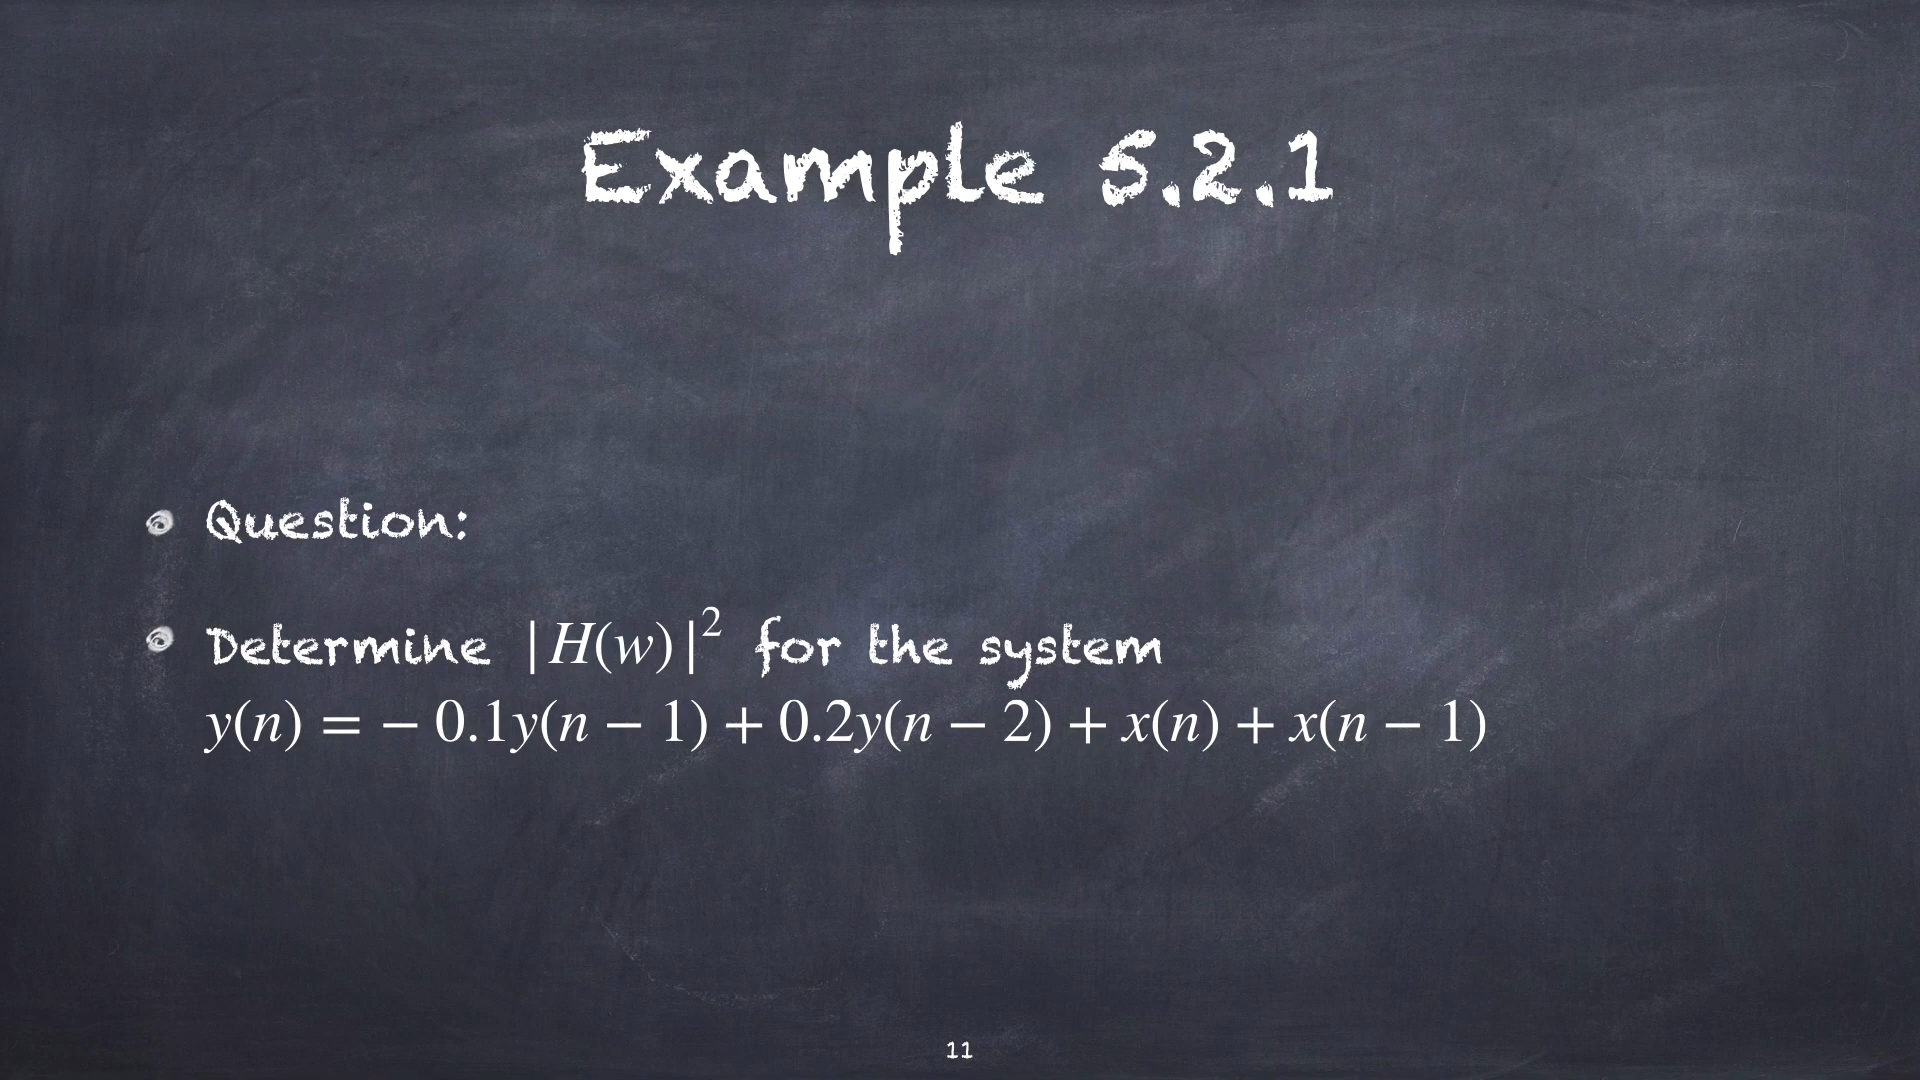 Example 5.2.1
Question:
Determine |H(w)|² for the system
y(n) = − 0.1y(n − 1) + 0.2y(n − 2) + x(n) + x(n − 1)
11